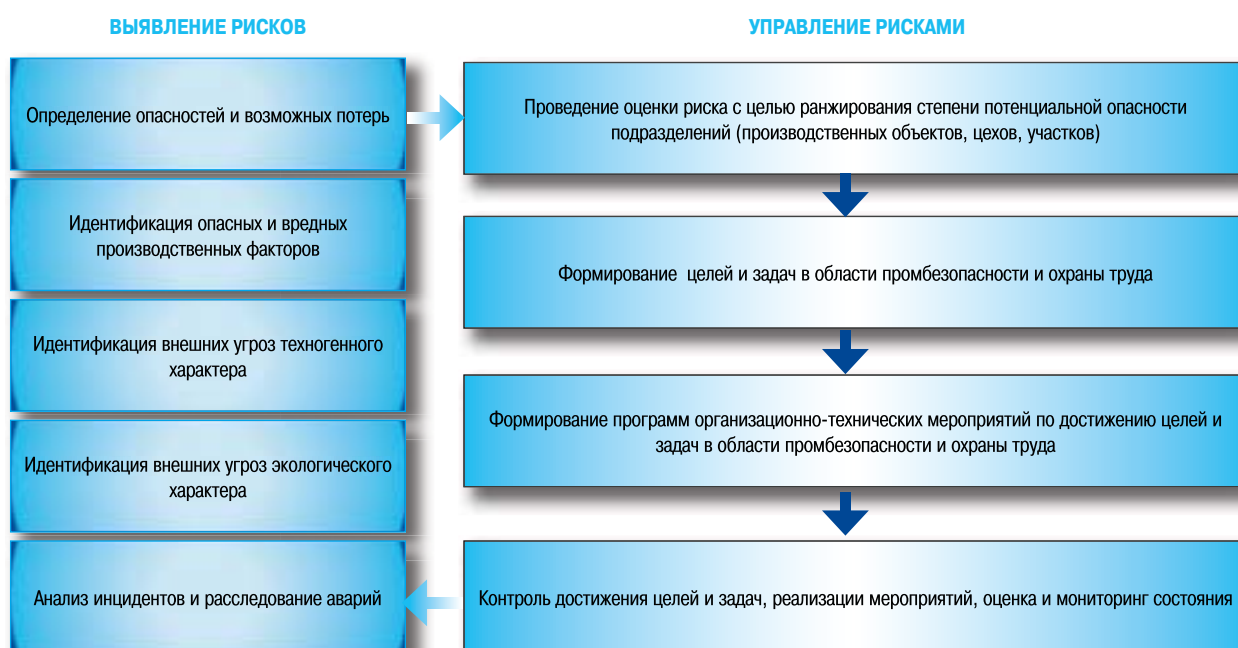 ВЫЯВЛЕНИЕ РИСКОВ
Определение опасностей и возможных потерь
Идентификация опасных и вредных
производственных факторов
Идентификация внешних угроз техногенного
характера
Идентификация внешних угроз экологического
характера
Анализ инцидентов и расследование аварий
УПРАВЛЕНИЕ РИСКАМИ
Проведение оценки риска с целью ранжирования степени потенциальной опасности
подразделений (производственных объектов, цехов, участков)
Формирование целей и задач в области промбезопасности и охраны труда
Формирование программ организационно-технических мероприятий по достижению целей и
задач в области промбезопасности и охраны труда
Контроль достижения целей и задач, реализации мероприятий, оценка и мониторинг состояния